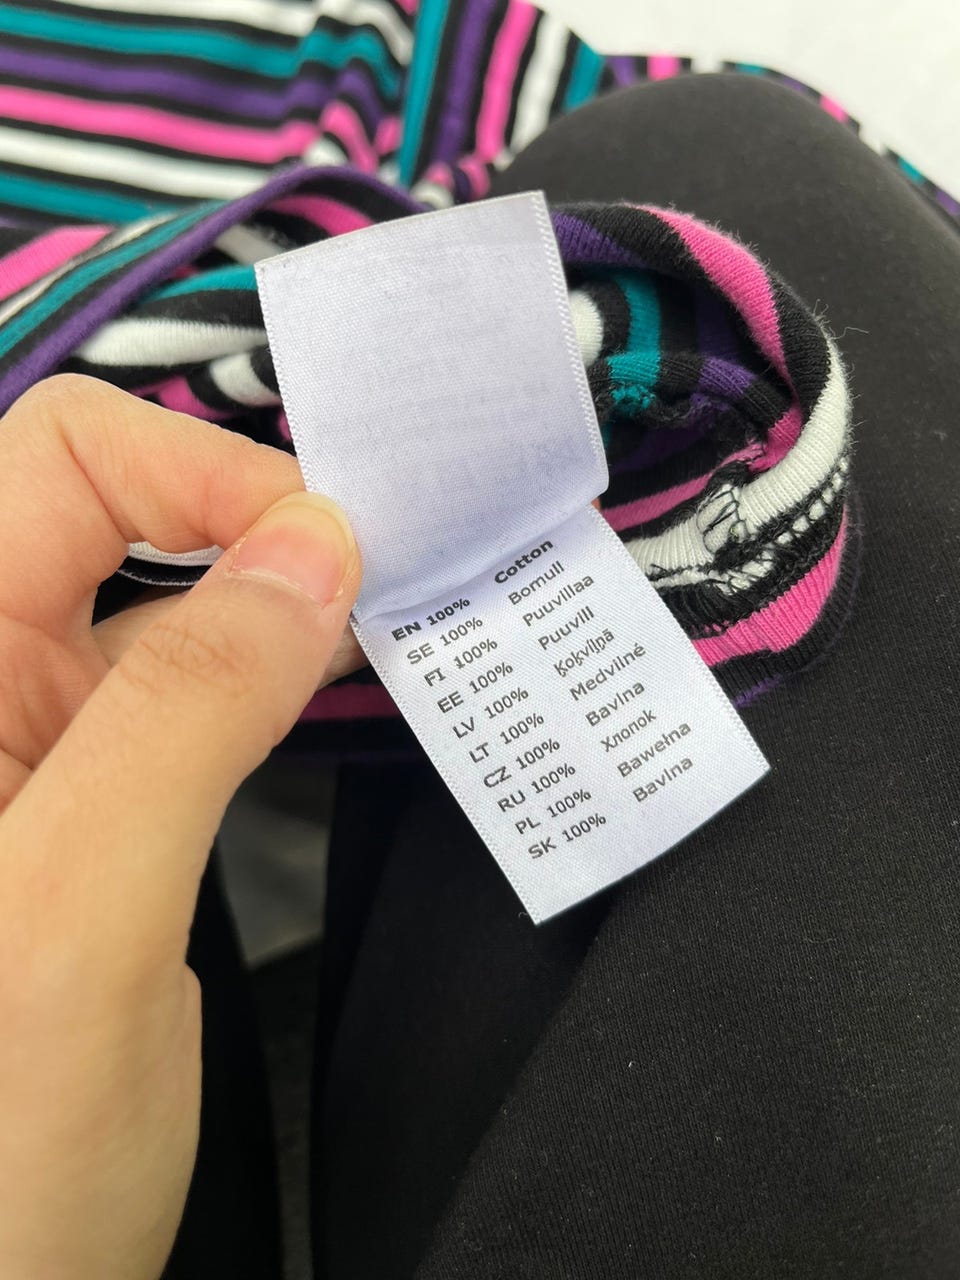 EN 100% Cotton
SE 100% Bomull
FI 100% Puuvillaa
EE 100% Puuvill
LV 100% Kokvilņā
LT 100% Medvilnė
CZ 100% Bavlna
RU 100% Хлопок
PL 100% Bawełna
SK 100% Bavlna